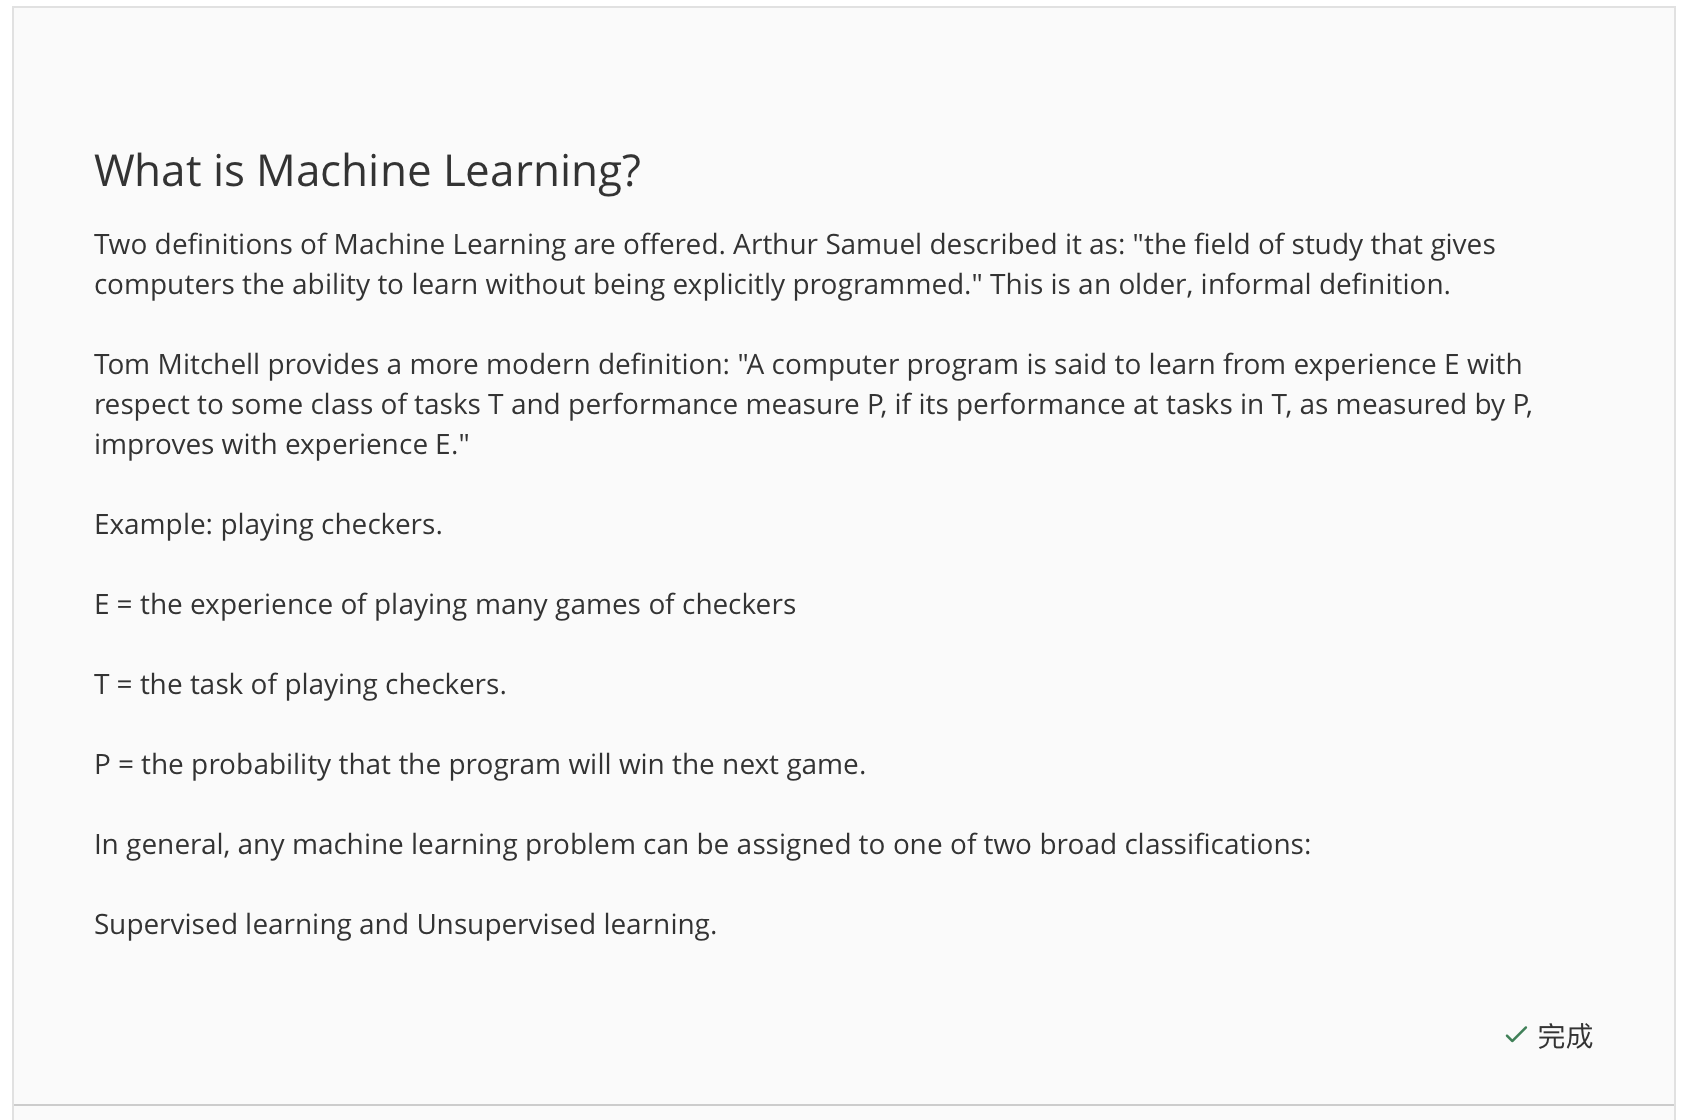 What is Machine Learning?
Two definitions of Machine Learning are offered. Arthur Samuel described it as: "the field of study that gives
computers the ability to learn without being explicitly programmed." This is an older, informal definition.
Tom Mitchell provides a more modern definition: "A computer program is said to learn from experience E with
respect to some class of tasks T and performance measure P, if its performance at tasks in T, as measured by P,
improves with experience E."
Example: playing checkers.
E = the experience of playing many games of checkers
T = the task of playing checkers.
P = the probability that the program will win the next game.
In general, any machine learning problem can be assigned to one of two broad classifications:
Supervised learning and Unsupervised learning.
完成